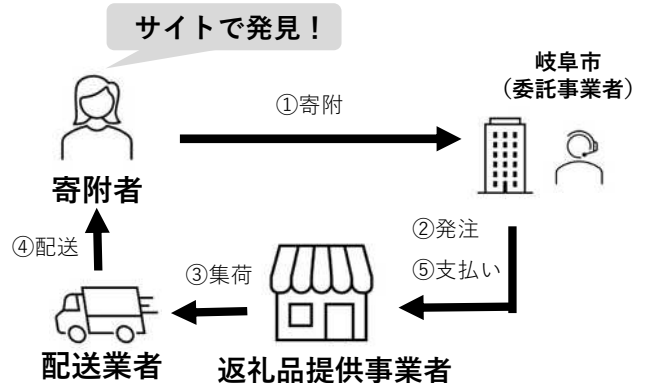 サイトで発見！
岐阜市
（委託事業者）
①寄附
寄附者
②発注
④配送
③集荷
⑤支払い
配送業者
返礼品提供事業者